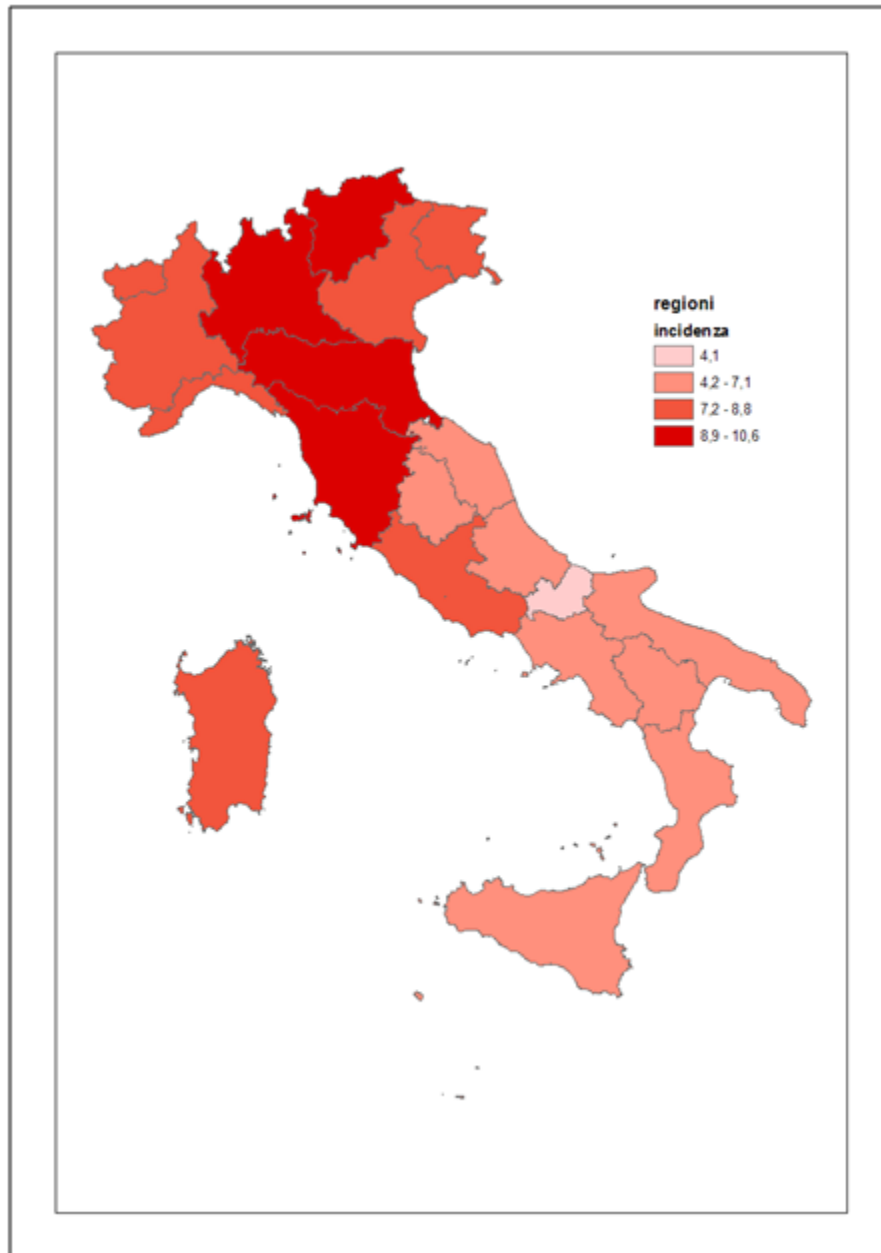 regioni
incidenza
4,1
4,2 - 7,1
7,2 - 8,8
8,9 - 10,6